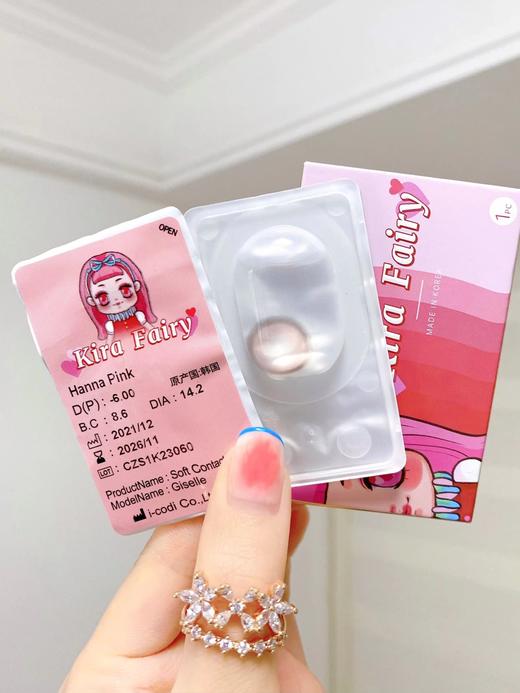 OPEN
Kira Fairy
Hanna Pink
原产国:韩国
D(P): -6.00
B.C : 8.6
DIA : 14.2
2021/12
2026/11
LOT : CZS1K23060
ProductName : Soft Contac
ModelName : Giselle
i-codi Co.,L
1PC
Kira Fairy
MADE IN KOREA